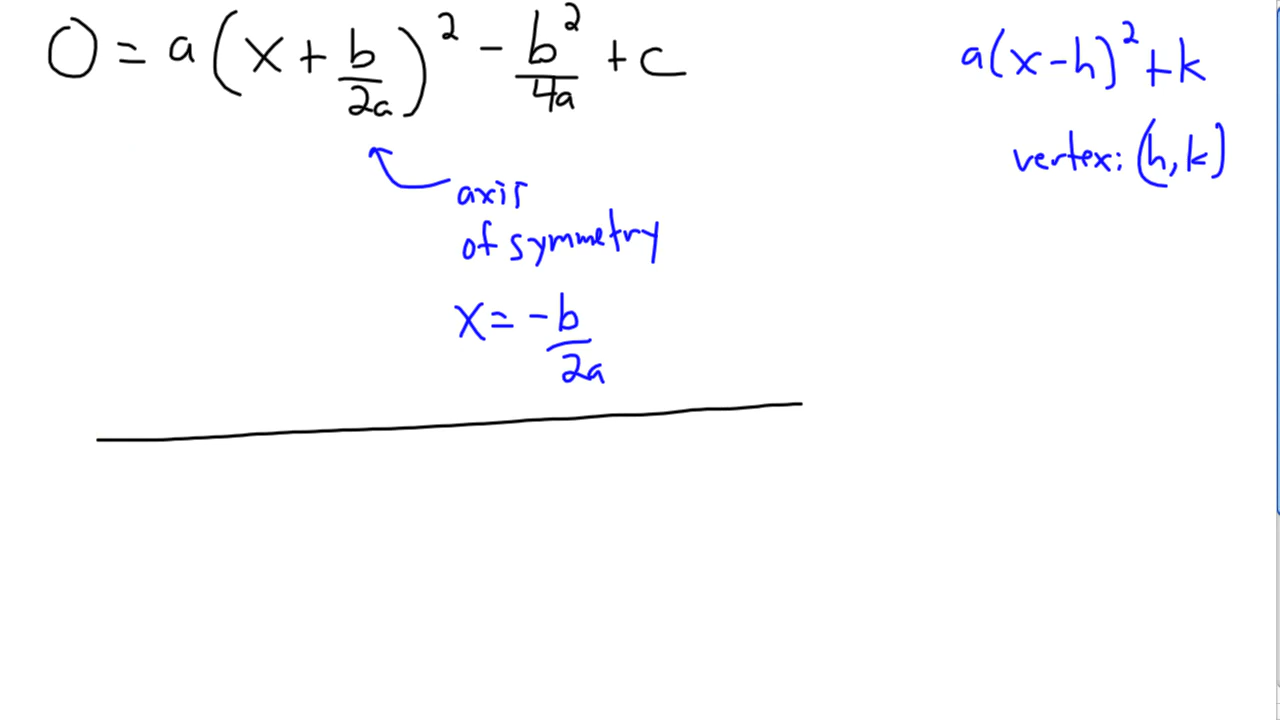 0 = a(x + b/2a)² - b²/4a + c
a(x-h)² + k
vertex: (h, k)
axis
of symmetry
x = -b/2a